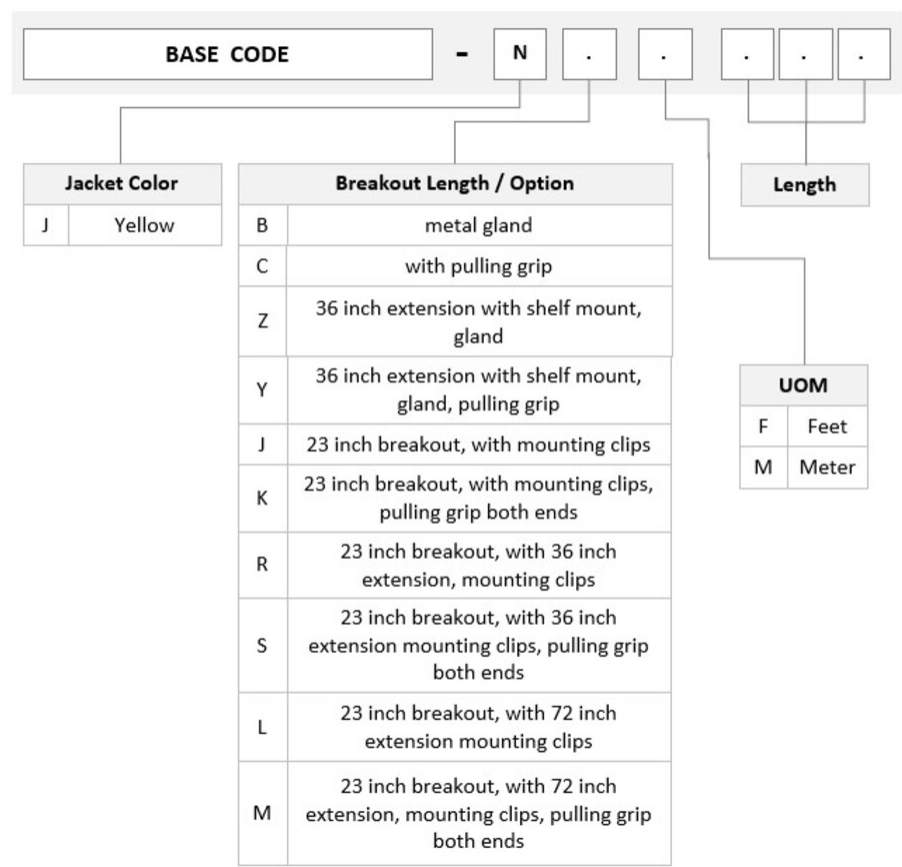 BASE CODE - N . . . . .
Jacket Color
J Yellow
Breakout Length / Option
B metal gland
C with pulling grip
Z 36 inch extension with shelf mount,
gland
Y 36 inch extension with shelf mount,
gland, pulling grip
J 23 inch breakout, with mounting clips
K 23 inch breakout, with mounting clips,
pulling grip both ends
R 23 inch breakout, with 36 inch
extension, mounting clips
S 23 inch breakout, with 36 inch
extension mounting clips, pulling grip
both ends
L 23 inch breakout, with 72 inch
extension mounting clips
M 23 inch breakout, with 72 inch
extension, mounting clips, pulling grip
both ends
Length
UOM
F Feet
M Meter